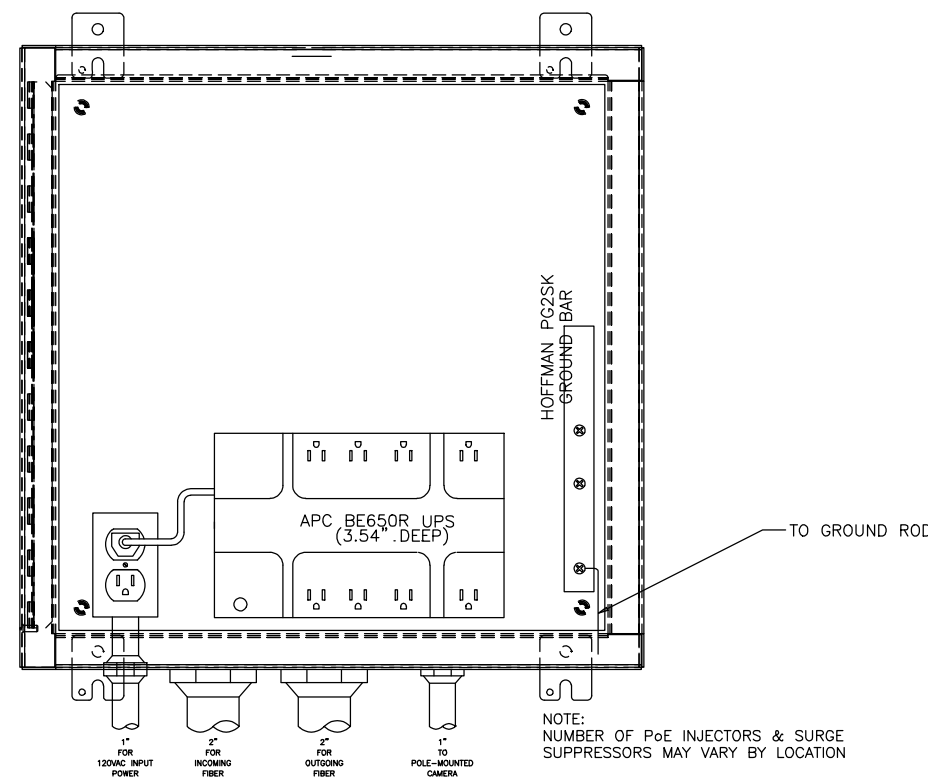 HOFFMAN PG2SK
GROUND BAR
APC BE650R UPS
(3.54".DEEP)
TO GROUND ROD
1"
FOR
120VAC INPUT
POWER
2"
FOR
INCOMING
FIBER
2"
FOR
OUTGOING
FIBER
1"
TO
POLE-MOUNTED
CAMERA
NOTE:
NUMBER OF PoE INJECTORS & SURGE
SUPPRESSORS MAY VARY BY LOCATION